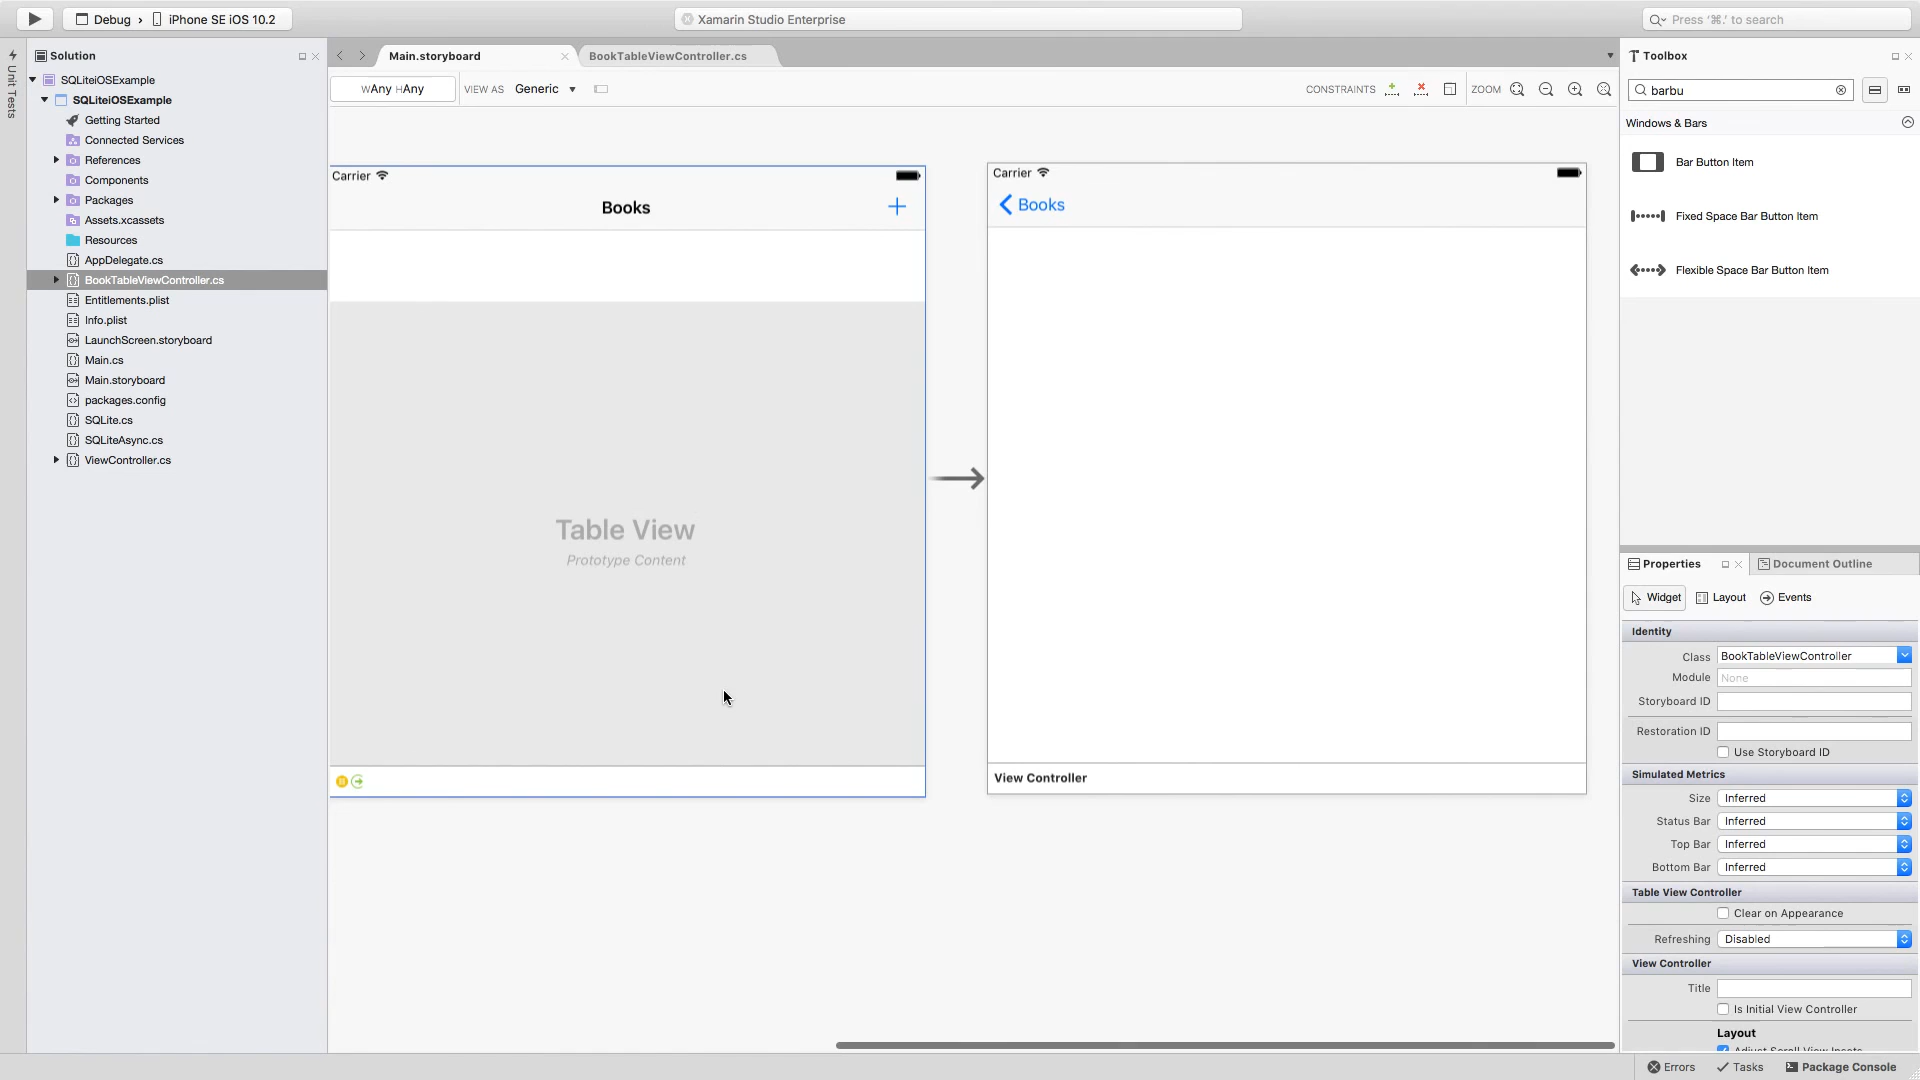 Debug
iPhone SE iOS 10.2
Xamarin Studio Enterprise
Press ‘⌘.’ to search
Unit Tests
Solution
SQLiteiOSExample
SQLiteiOSExample
Getting Started
Connected Services
References
Components
Packages
Assets.xcassets
Resources
AppDelegate.cs
BookTableViewController.cs
Entitlements.plist
Info.plist
LaunchScreen.storyboard
Main.cs
Main.storyboard
packages.config
SQLite.cs
SQLiteAsync.cs
ViewController.cs
Main.storyboard
BookTableViewController.cs
wAny hAny
VIEW AS
Generic
CONSTRAINTS
ZOOM
Carrier
Books
Table View
Prototype Content
Carrier
Books
View Controller
Toolbox
barbu
Windows & Bars
Bar Button Item
Fixed Space Bar Button Item
Flexible Space Bar Button Item
Properties
Document Outline
Widget
Layout
Events
Identity
Class BookTableViewController
Module None
Storyboard ID
Restoration ID
Use Storyboard ID
Simulated Metrics
Size Inferred
Status Bar Inferred
Top Bar Inferred
Bottom Bar Inferred
Table View Controller
Clear on Appearance
Refreshing Disabled
View Controller
Title
Is Initial View Controller
Layout
Adjust Scroll View Insets
Errors
Tasks
Package Console